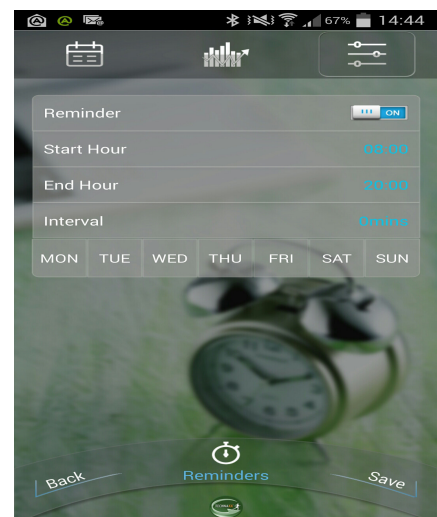 67% 14:44
Reminder ON
Start Hour 08:00
End Hour 20:00
Interval 0mins
MON TUE WED THU FRI SAT SUN
Back Reminders Save